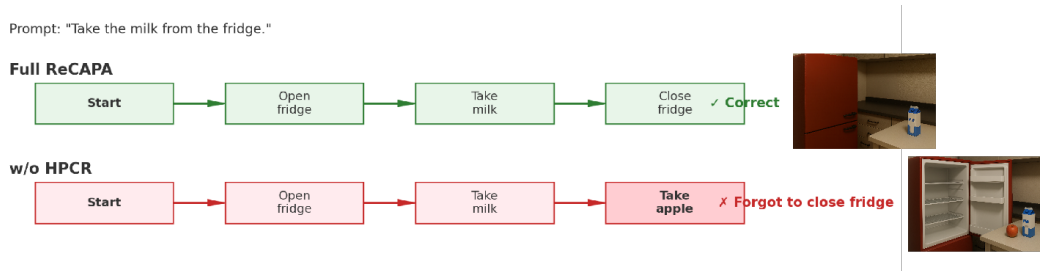 Prompt: "Take the milk from the fridge."
Full ReCAPA
Start
Open
fridge
Take
milk
Close
fridge
✓ Correct
w/o HPCR
Start
Open
fridge
Take
milk
Take
apple
✗ Forgot to close fridge